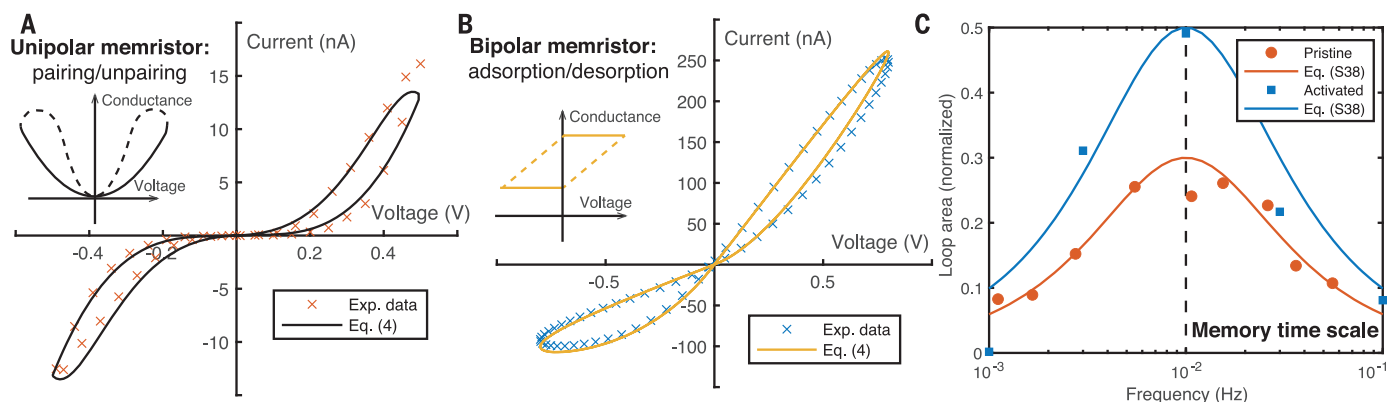 A
Unipolar memristor:
pairing/unpairing
Conductance
Voltage
Current (nA)
15
10
5
Voltage (V)
-0.4
-0.2
0.2
0.4
-5
-10
Exp. data
Eq. (4)
B
Bipolar memristor:
adsorption/desorption
Conductance
Voltage
Current (nA)
250
200
150
100
50
Voltage (V)
-0.5
0.5
-50
-100
Exp. data
Eq. (4)
C
Loop area (normalized)
0.5
0.4
0.3
0.2
0.1
0
Pristine
Eq. (S38)
Activated
Eq. (S38)
Memory time scale
10⁻³
10⁻²
10⁻¹
Frequency (Hz)